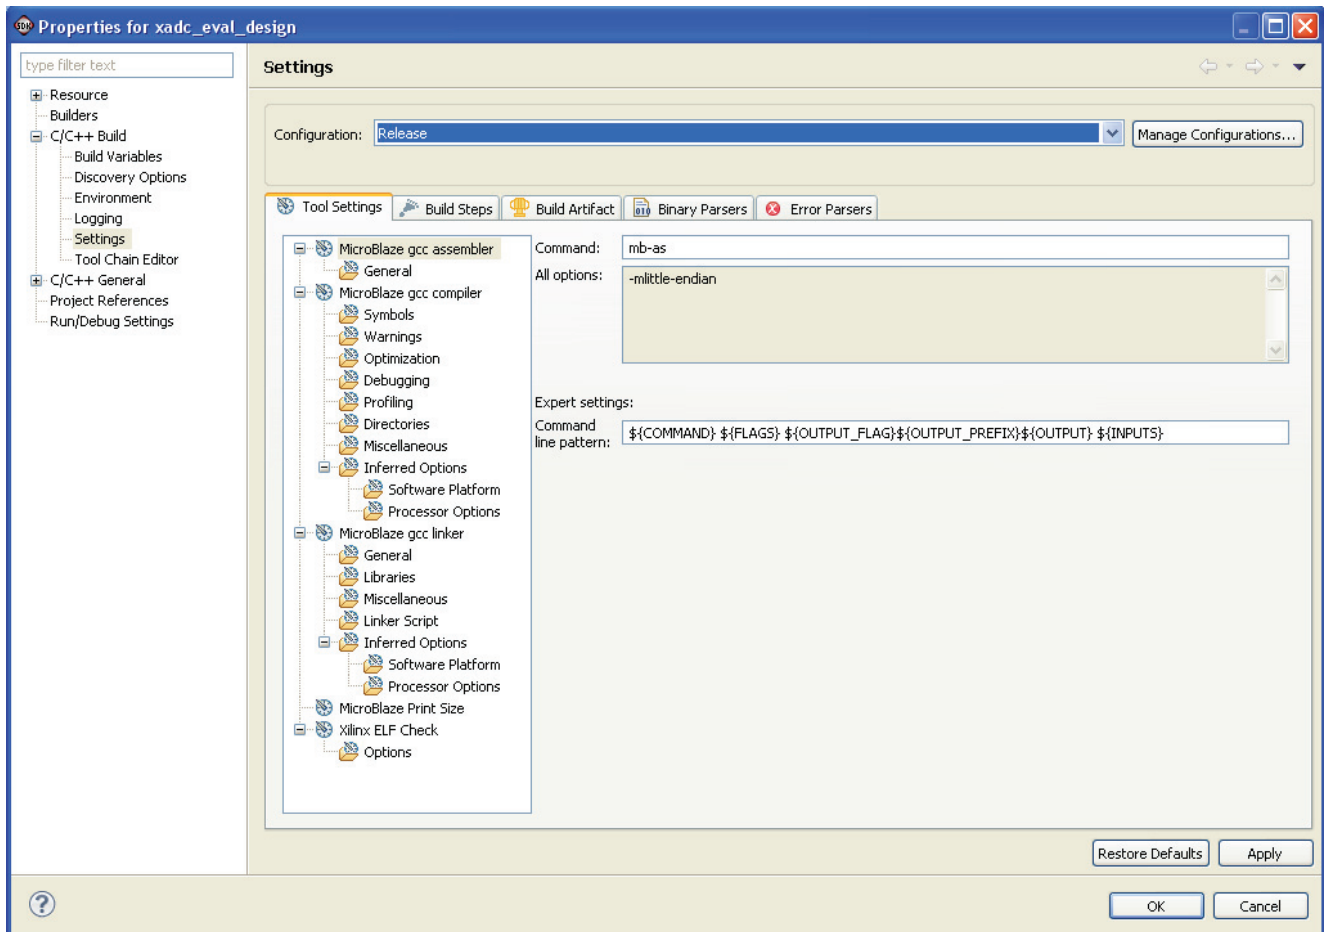 Properties for xadc_eval_design
type filter text
Resource
Builders
C/C++ Build
Build Variables
Discovery Options
Environment
Logging
Settings
Tool Chain Editor
C/C++ General
Project References
Run/Debug Settings
Settings
Configuration: Release Manage Configurations...
Tool Settings Build Steps Build Artifact Binary Parsers Error Parsers
MicroBlaze gcc assembler
General
MicroBlaze gcc compiler
Symbols
Warnings
Optimization
Debugging
Profiling
Directories
Miscellaneous
Inferred Options
Software Platform
Processor Options
MicroBlaze gcc linker
General
Libraries
Miscellaneous
Linker Script
Inferred Options
Software Platform
Processor Options
MicroBlaze Print Size
Xilinx ELF Check
Options
Command: mb-as
All options: -mlittle-endian
Expert settings:
Command
line pattern: ${COMMAND} ${FLAGS} ${OUTPUT_FLAG}${OUTPUT_PREFIX}${OUTPUT} ${INPUTS}
Restore Defaults Apply
OK Cancel